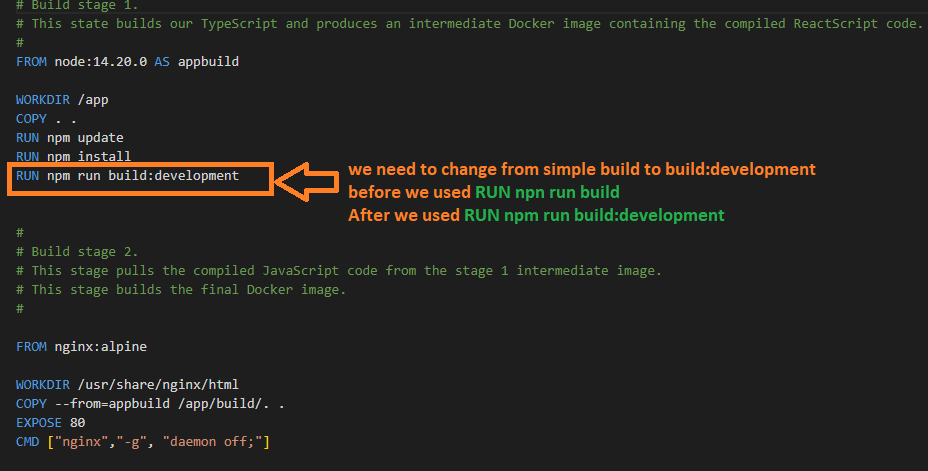 # Build stage 1.
# This state builds our TypeScript and produces an intermediate Docker image containing the compiled ReactScript code.
#
FROM node:14.20.0 AS appbuild
WORKDIR /app
COPY . .
RUN npm update
RUN npm install
RUN npm run build:development
we need to change from simple build to build:development
before we used RUN npn run build
After we used RUN npm run build:development
#
# Build stage 2.
# This stage pulls the compiled JavaScript code from the stage 1 intermediate image.
# This stage builds the final Docker image.
#
FROM nginx:alpine
WORKDIR /usr/share/nginx/html
COPY --from=appbuild /app/build/. .
EXPOSE 80
CMD ["nginx","-g", "daemon off;"]